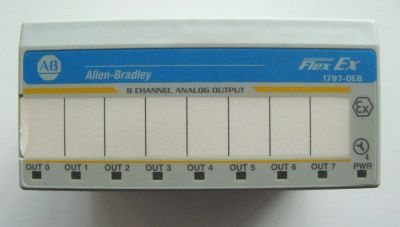 AB
Allen-Bradley
Flex Ex
1797-OE8
8 CHANNEL ANALOG OUTPUT
Ex
4
OUT 0 OUT 1 OUT 2 OUT 3 OUT 4 OUT 5 OUT 6 OUT 7 PWR